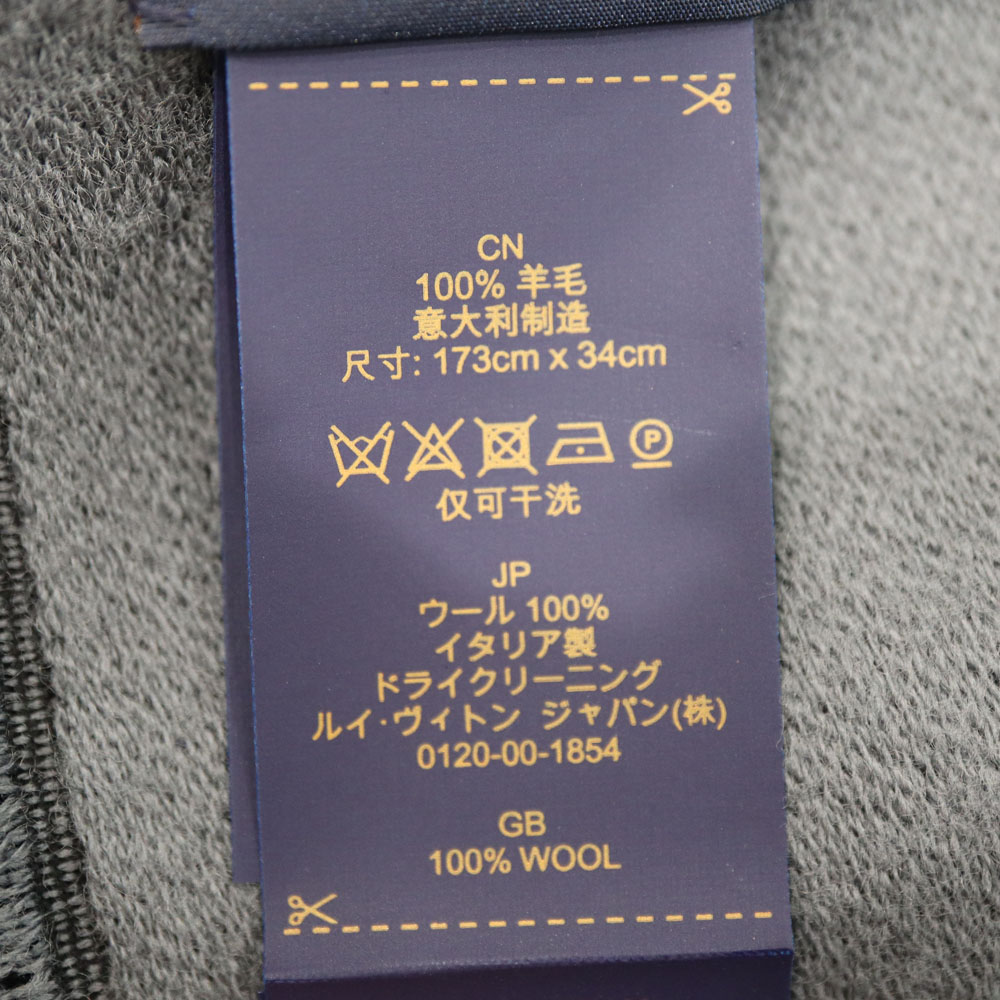 CN
100% 羊毛
意大利制造
尺寸: 173cm x 34cm
P
仅可干洗
JP
ウール 100%
イタリア製
ドライクリーニング
ルイ・ヴィトン ジャパン(株)
0120-00-1854
GB
100% WOOL